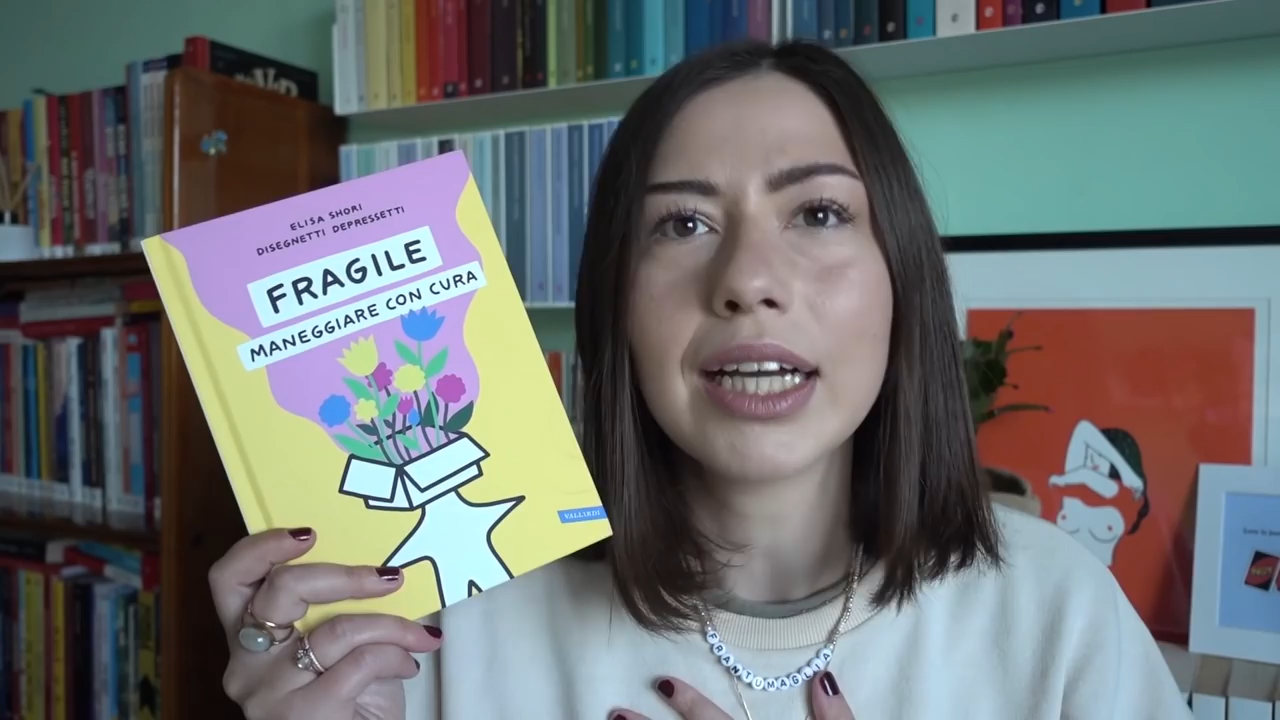 ELISA SHORI
DISEGNETTI DEPRESSETTI
FRAGILE
MANEGGIARE CON CURA
VALLARDI
FRANTUMAGLIA